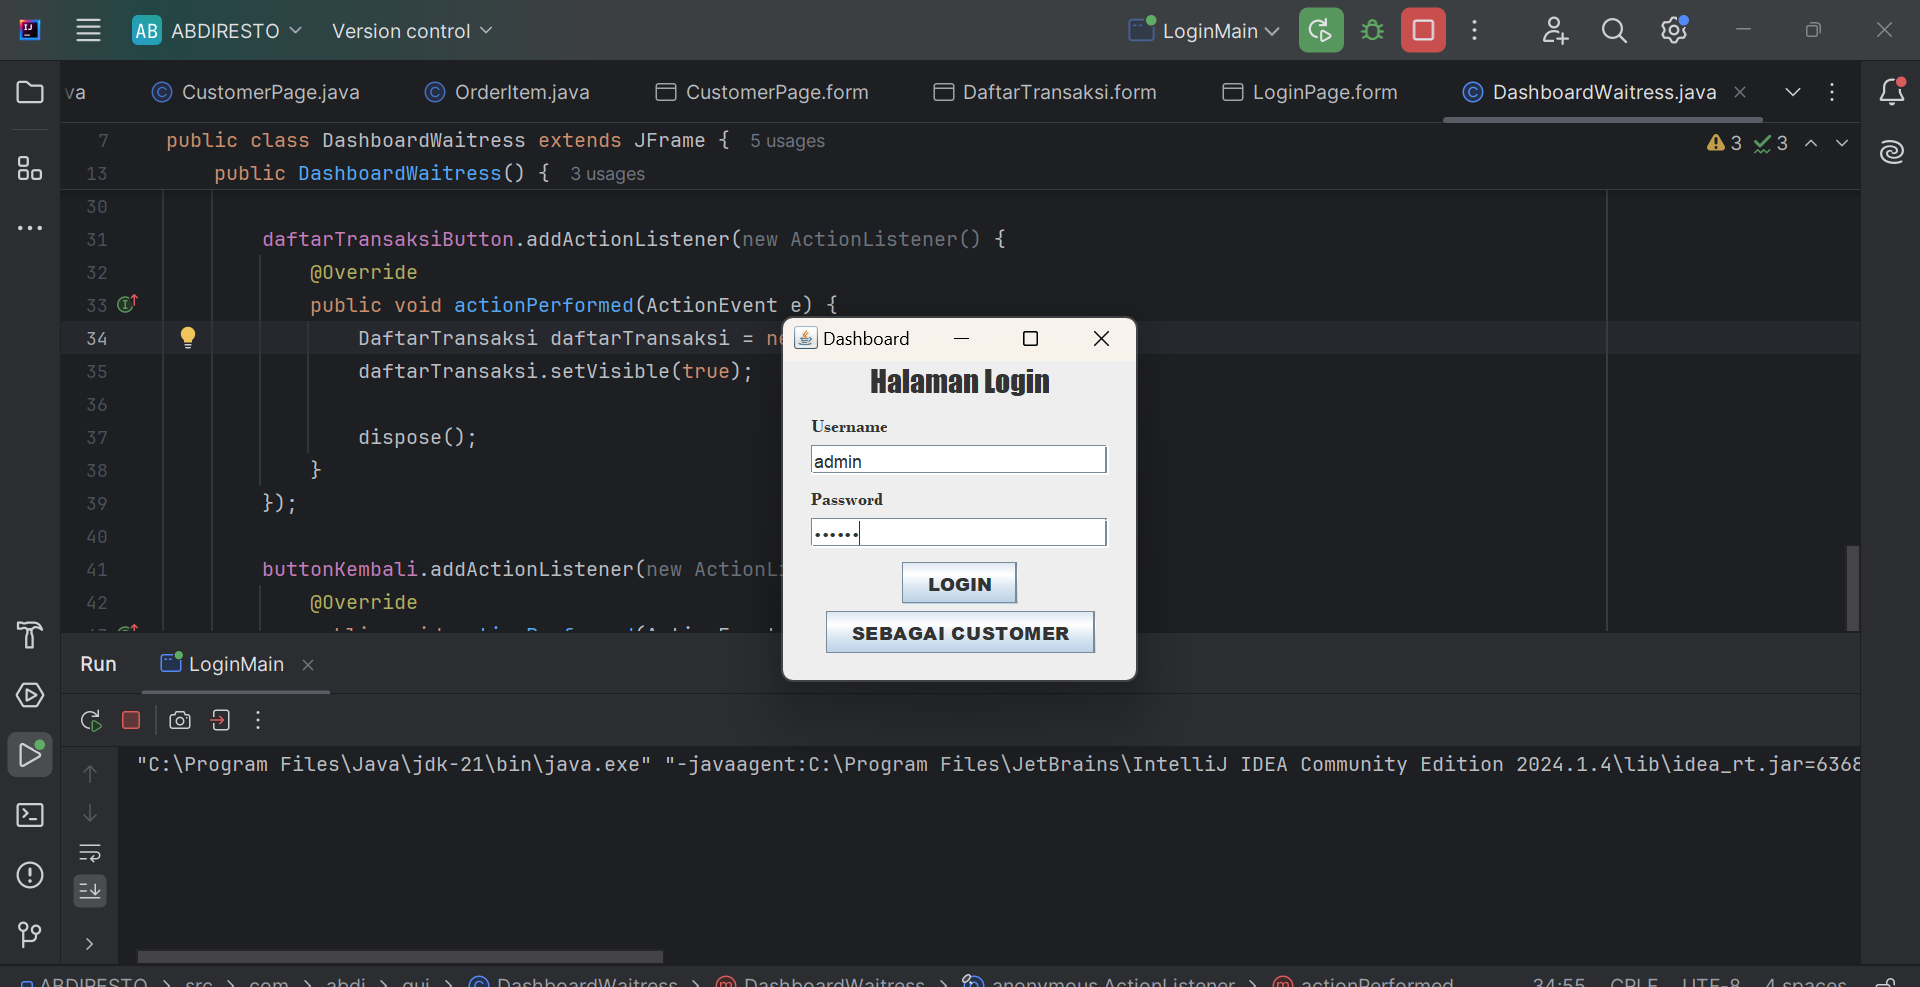 AB ABDIRESTO Version control LoginMain
va CustomerPage.java OrderItem.java CustomerPage.form DaftarTransaksi.form LoginPage.form DashboardWaitress.java
7 public class DashboardWaitress extends JFrame { 5 usages 3 3
13 public DashboardWaitress() { 3 usages
30
31 daftarTransaksiButton.addActionListener(new ActionListener() {
32 @Override
33 public void actionPerformed(ActionEvent e) {
34 DaftarTransaksi daftarTransaksi = ne
35 daftarTransaksi.setVisible(true);
36
37 dispose();
38 }
39 });
40
41 buttonKembali.addActionListener(new ActionL
42 @Override
Dashboard
Halaman Login
Username
admin
Password
••••••
LOGIN
SEBAGAI CUSTOMER
Run LoginMain
"C:\Program Files\Java\jdk-21\bin\java.exe" "-javaagent:C:\Program Files\JetBrains\IntelliJ IDEA Community Edition 2024.1.4\lib\idea_rt.jar=6368
ABDIRESTO > src > com > abdi > gui > DashboardWaitress > DashboardWaitress > anonymous ActionListener > actionPerformed 34:55 CRLF UTF-8 4 spaces